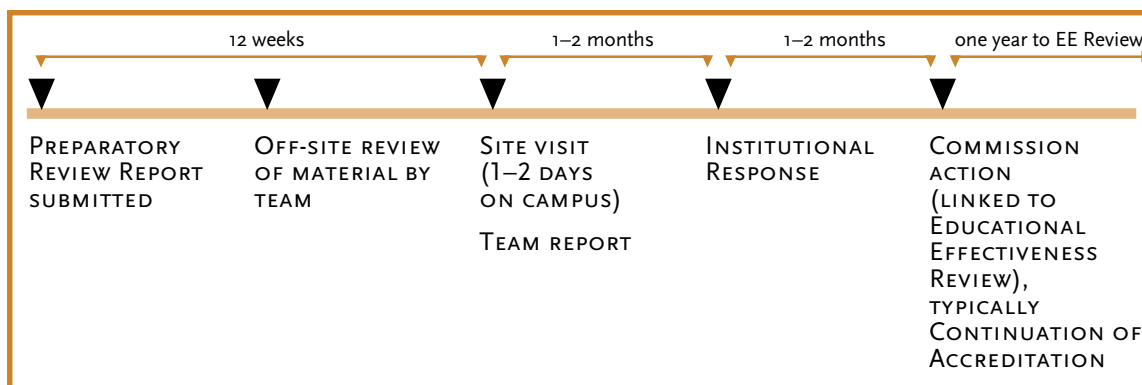 12 weeks
1–2 months
1–2 months
one year to EE Review
Preparatory
Review Report
submitted
Off-site review
of material by
team
Site visit
(1–2 days
on campus)
Team report
Institutional
Response
Commission
action
(linked to
Educational
Effectiveness
Review),
typically
Continuation of
Accreditation